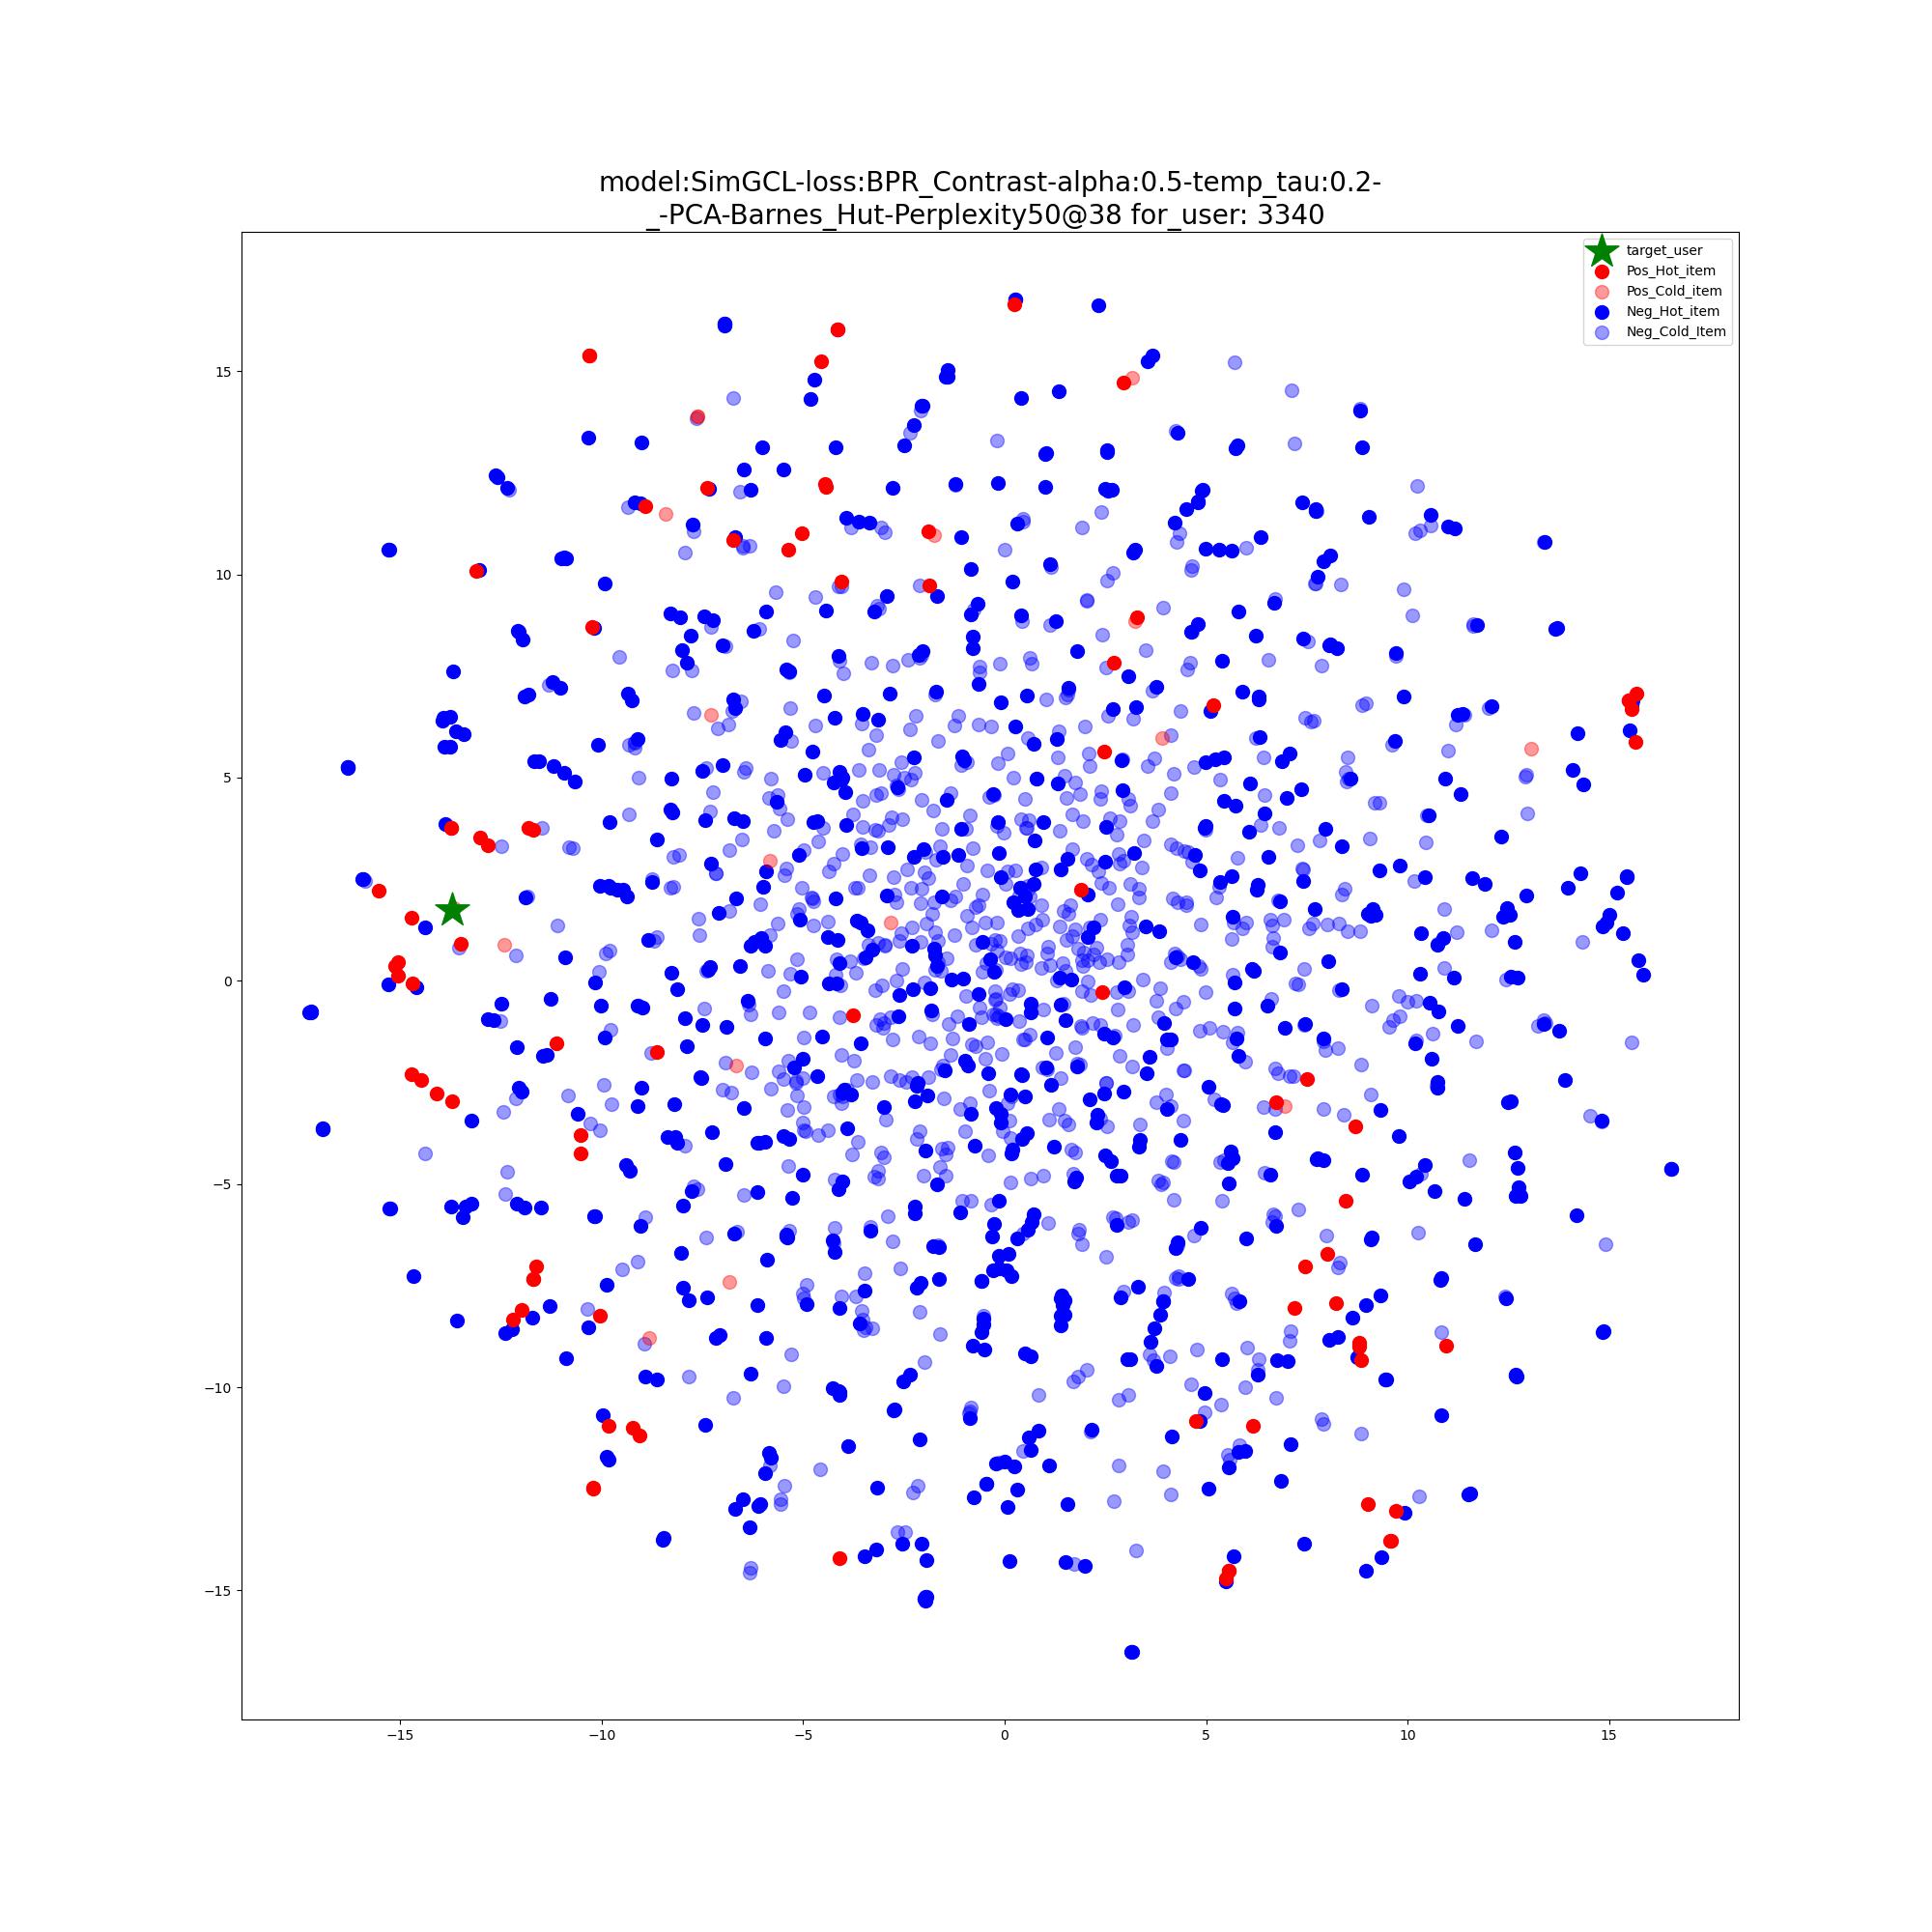 model:SimGCL-loss:BPR_Contrast-alpha:0.5-temp_tau:0.2-
_-PCA-Barnes_Hut-Perplexity50@38 for_user: 3340
target_user
Pos_Hot_item
Pos_Cold_item
Neg_Hot_item
Neg_Cold_Item
15
10
5
0
−5
−10
−15
−15 −10 −5 0 5 10 15